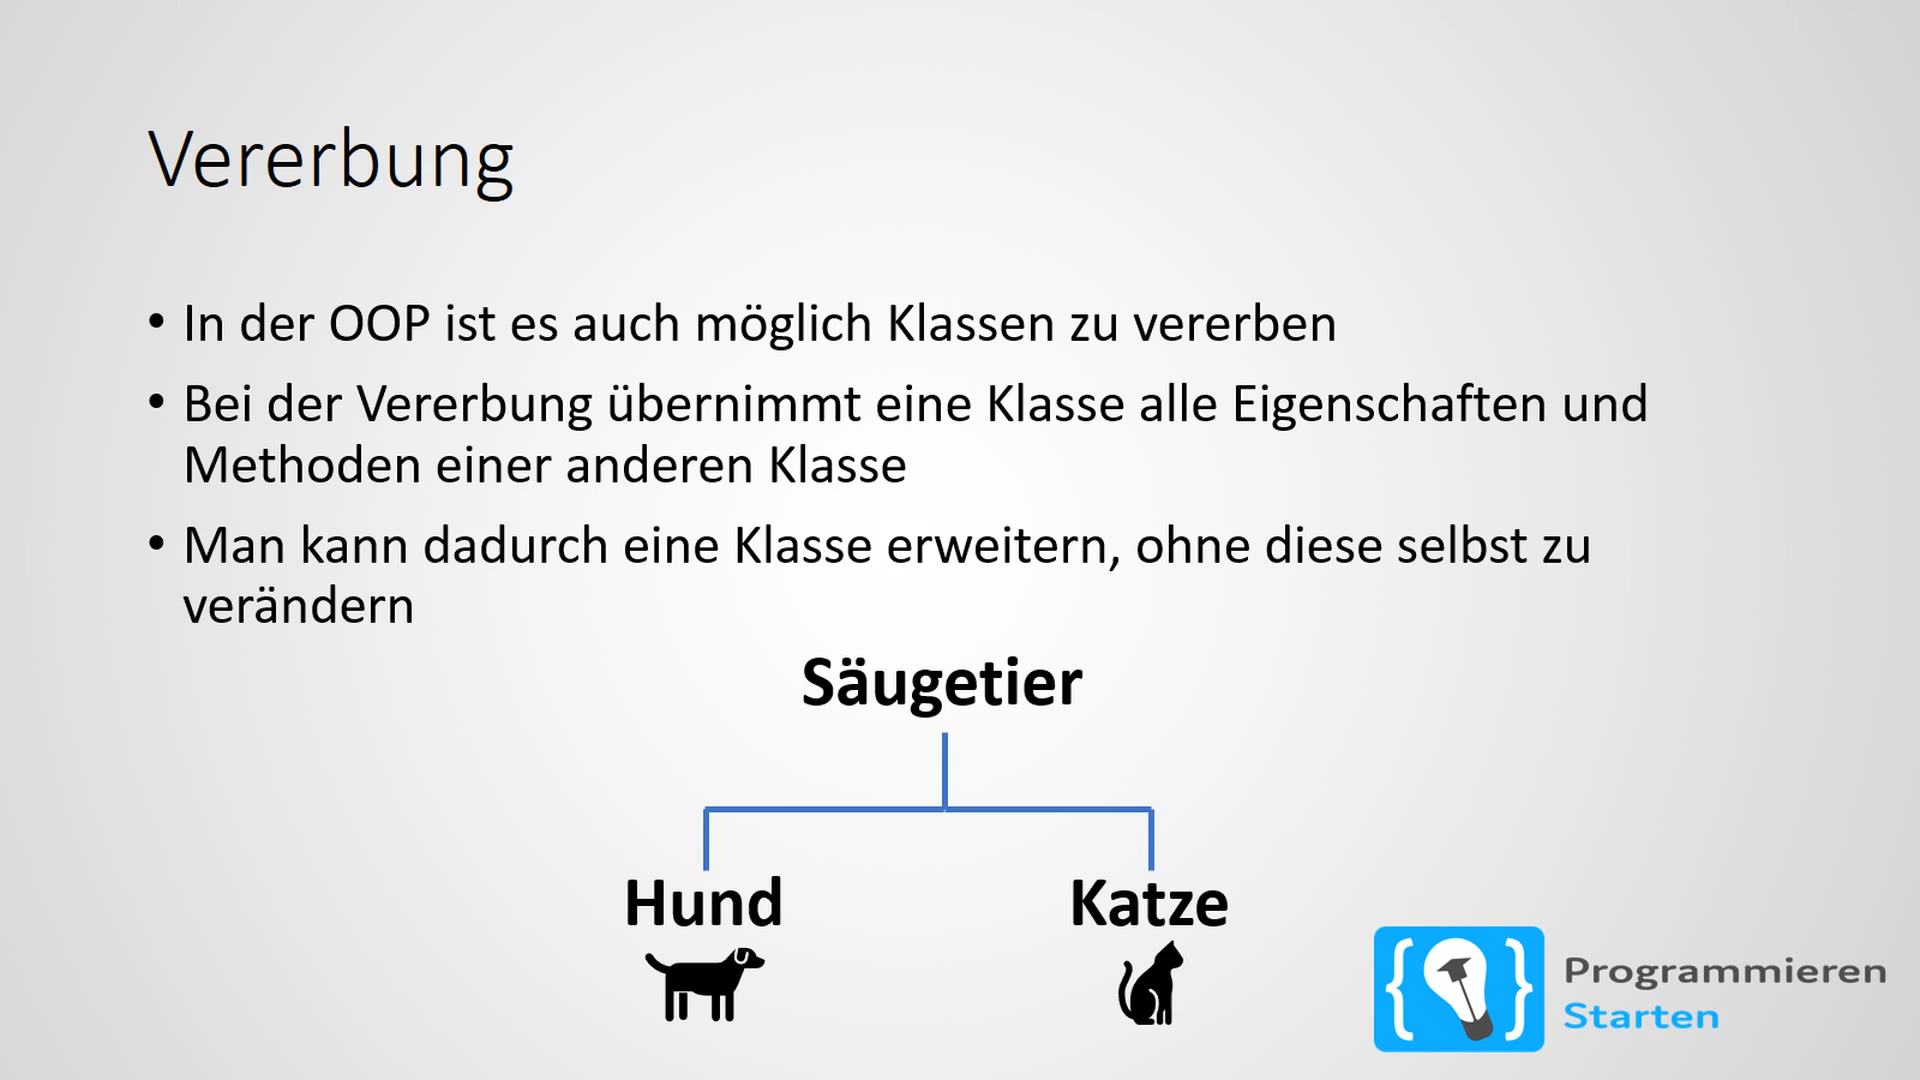 Vererbung
• In der OOP ist es auch möglich Klassen zu vererben
• Bei der Vererbung übernimmt eine Klasse alle Eigenschaften und
Methoden einer anderen Klasse
• Man kann dadurch eine Klasse erweitern, ohne diese selbst zu
verändern
Säugetier
Hund
Katze
Programmieren
Starten